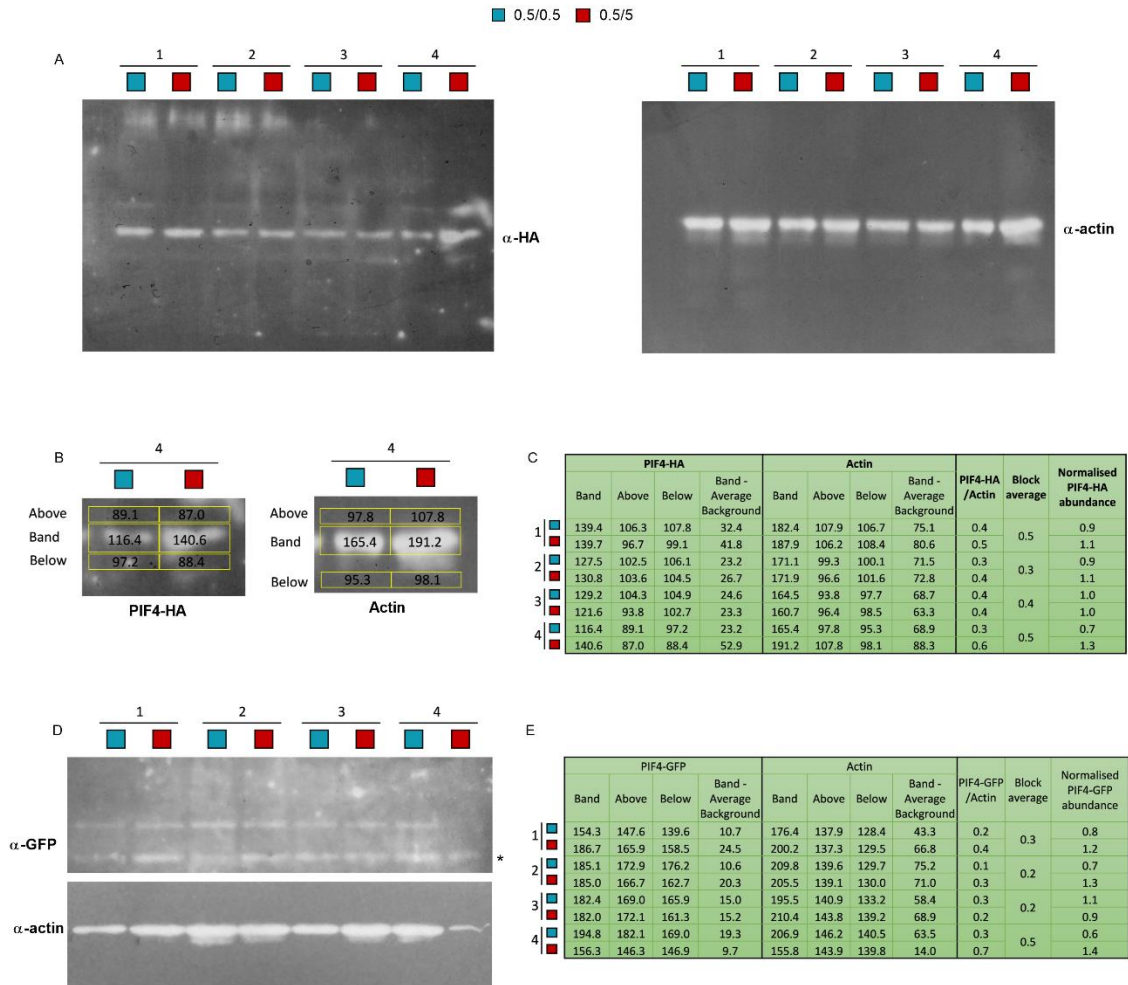 0.5/0.5 0.5/5
A
1 2 3 4
α-HA
1 2 3 4
α-actin
B
4
Above 89.1 87.0
Band 116.4 140.6
Below 97.2 88.4
PIF4-HA
4
Above 97.8 107.8
Band 165.4 191.2
Below 95.3 98.1
Actin
C
PIF4-HA Actin PIF4-HA /Actin Block average Normalised PIF4-HA abundance
Band Above Below Band - Average Background Band Above Below Band - Average Background
1 139.4 106.3 107.8 32.4 182.4 107.9 106.7 75.1 0.4 0.5 0.9
139.7 96.7 99.1 41.8 187.9 106.2 108.4 80.6 0.5 1.1
2 127.5 102.5 106.1 23.2 171.1 99.3 100.1 71.5 0.3 0.3 0.9
130.8 103.6 104.5 26.7 171.9 96.6 101.6 72.8 0.4 1.1
3 129.2 104.3 104.9 24.6 164.5 93.8 97.7 68.7 0.4 0.4 1.0
121.6 93.8 102.7 23.3 160.7 96.4 98.5 63.3 0.4 1.0
4 116.4 89.1 97.2 23.2 165.4 97.8 95.3 68.9 0.3 0.5 0.7
140.6 87.0 88.4 52.9 191.2 107.8 98.1 88.3 0.6 1.3
D
1 2 3 4
α-GFP
*
α-actin
E
PIF4-GFP Actin PIF4-GFP /Actin Block average Normalised PIF4-GFP abundance
Band Above Below Band - Average Background Band Above Below Band - Average Background
1 154.3 147.6 139.6 10.7 176.4 137.9 128.4 43.3 0.2 0.3 0.8
186.7 165.9 158.5 24.5 200.2 137.3 129.5 66.8 0.4 1.2
2 185.1 172.9 176.2 10.6 209.8 139.6 129.7 75.2 0.1 0.2 0.7
185.0 166.7 162.7 20.3 205.5 139.1 130.0 71.0 0.3 1.3
3 182.4 169.0 165.9 15.0 195.5 140.9 133.2 58.4 0.3 0.2 1.1
182.0 172.1 161.3 15.2 210.4 143.8 139.2 68.9 0.2 0.9
4 194.8 182.1 169.0 19.3 206.9 146.2 140.5 63.5 0.3 0.5 0.6
156.3 146.3 146.9 9.7 155.8 143.9 139.8 14.0 0.7 1.4